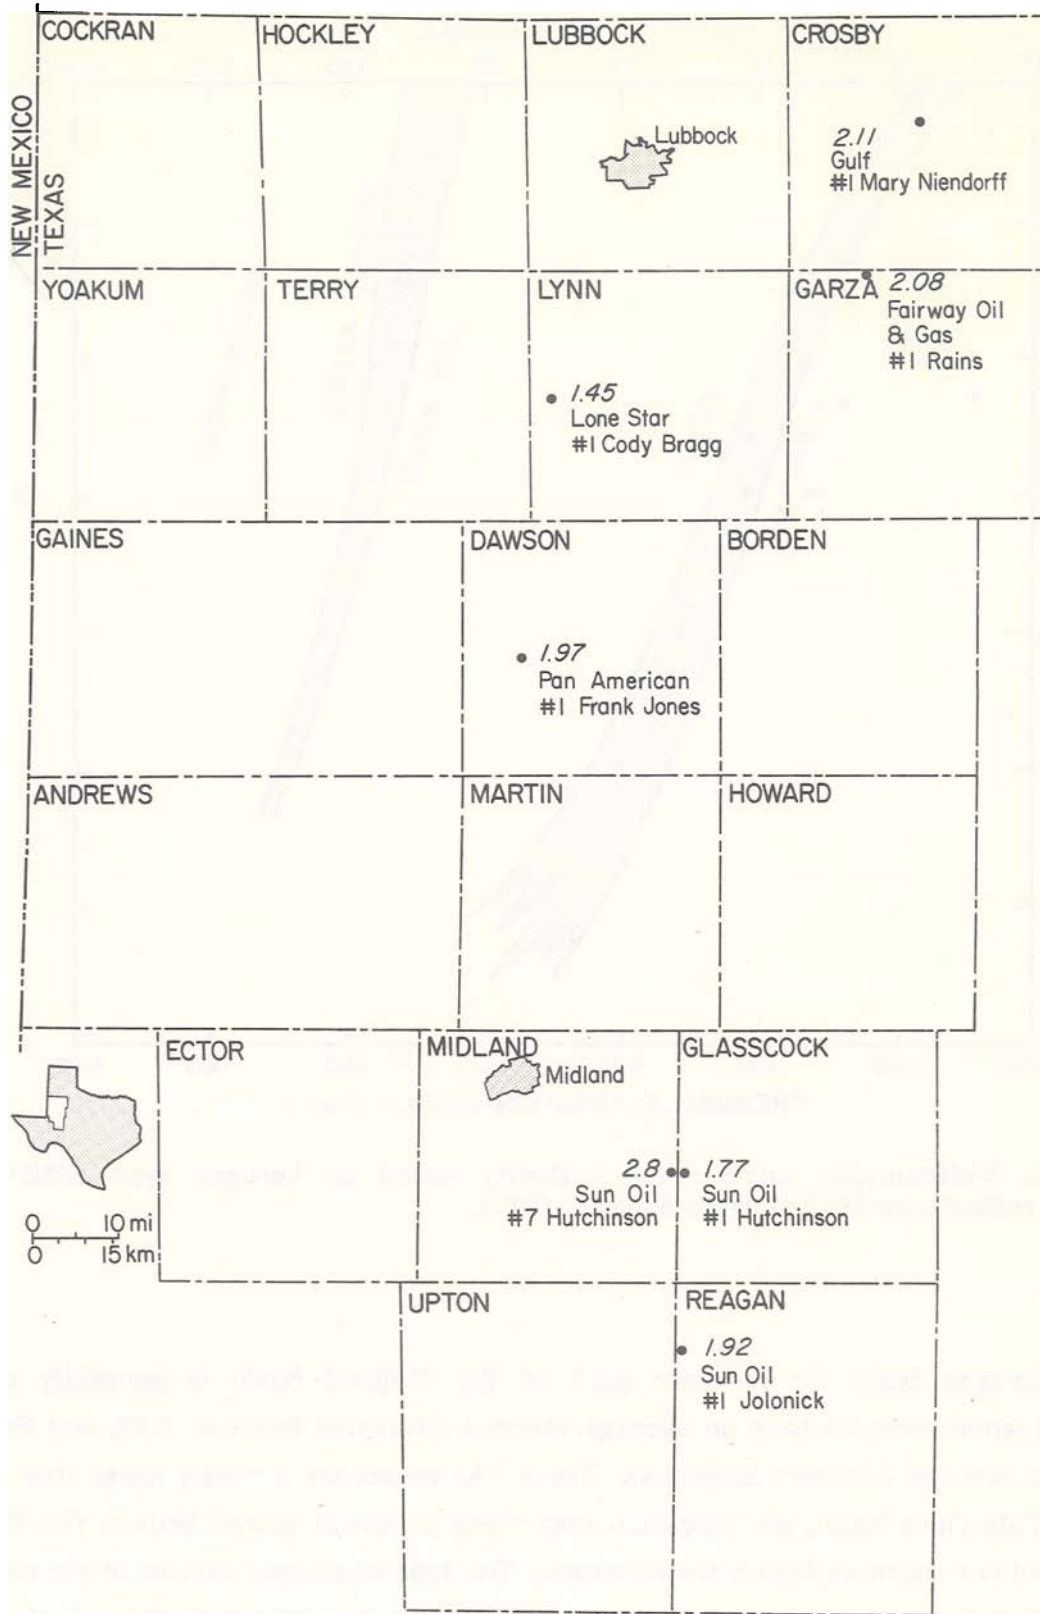 COCKRAN
HOCKLEY
LUBBOCK
CROSBY
NEW MEXICO
TEXAS
Lubbock
2.11
Gulf
#1 Mary Niendorff
YOAKUM
TERRY
LYNN
GARZA
2.08
Fairway Oil
& Gas
#1 Rains
1.45
Lone Star
#1 Cody Bragg
GAINES
DAWSON
BORDEN
1.97
Pan American
#1 Frank Jones
ANDREWS
MARTIN
HOWARD
ECTOR
MIDLAND
GLASSCOCK
Midland
2.8
Sun Oil
#7 Hutchinson
1.77
Sun Oil
#1 Hutchinson
0 10 mi
0 15 km
UPTON
REAGAN
1.92
Sun Oil
#1 Jolonick